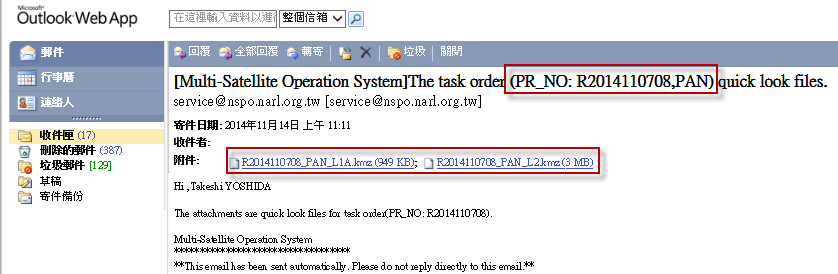 Microsoft®
Outlook Web App
在這裡輸入資料以進行
整個信箱
郵件
回覆 全部回覆 轉寄 垃圾 關閉
行事曆
連絡人
[Multi-Satellite Operation System]The task order (PR_NO: R2014110708,PAN) quick look files.
service@nspo.narl.org.tw [service@nspo.narl.org.tw]
寄件日期: 2014年11月14日 上午 11:11
收件匣 (17)
收件者:
刪除的郵件 (387)
附件: R2014110708_PAN_L1A.kmz (949 KB); R2014110708_PAN_L2.kmz (3 MB)
垃圾郵件 [129]
草稿
寄件備份
Hi ,Takeshi YOSHIDA
The attachments are quick look files for task order(PR_NO: R2014110708).
Multi-Satellite Operation System
**********************************
**This email has been sent automatically. Please do not reply directly to this email.**